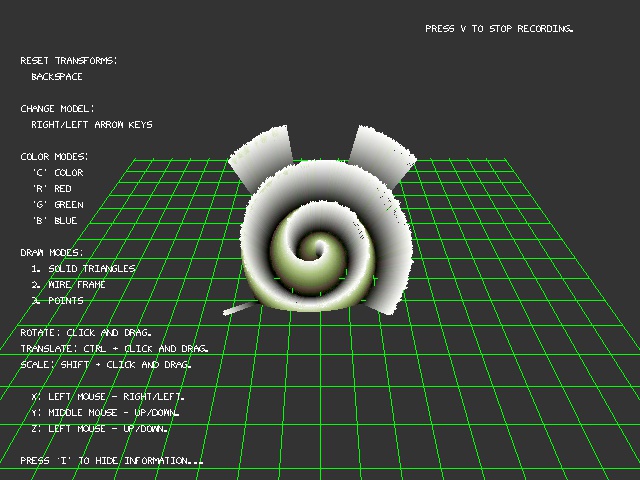 PRESS V TO STOP RECORDING.
RESET TRANSFORMS:
BACKSPACE
CHANGE MODEL:
RIGHT/LEFT ARROW KEYS
COLOR MODES:
'C' COLOR
'R' RED
'G' GREEN
'B' BLUE
DRAW MODES:
1. SOLID TRIANGLES
2. WIRE FRAME
3. POINTS
ROTATE: CLICK AND DRAG.
TRANSLATE: CTRL + CLICK AND DRAG.
SCALE: SHIFT + CLICK AND DRAG.
X: LEFT MOUSE - RIGHT/LEFT.
Y: MIDDLE MOUSE - UP/DOWN.
Z: LEFT MOUSE - UP/DOWN.
PRESS 'I' TO HIDE INFORMATION...